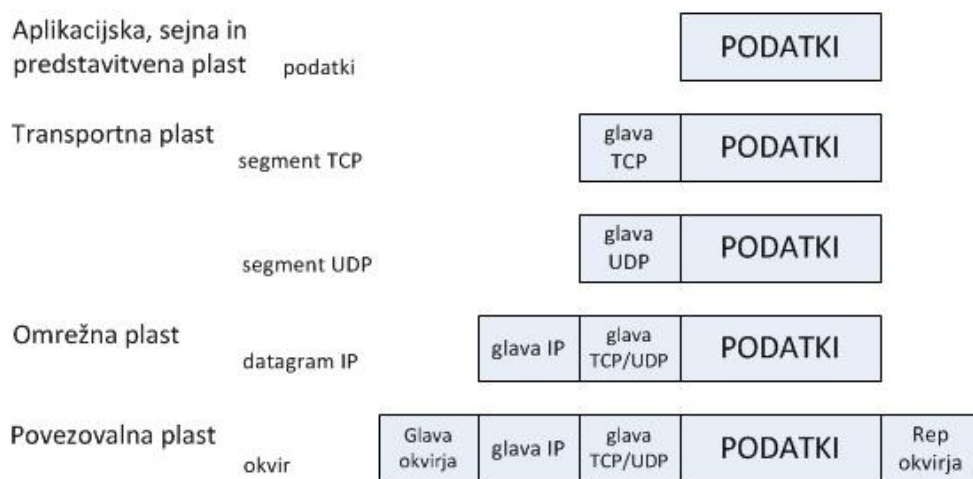 Aplikacijska, sejna in
predstavitvena plast
podatki
PODATKI
Transportna plast
segment TCP
glava
TCP
PODATKI
segment UDP
glava
UDP
PODATKI
Omrežna plast
datagram IP
glava IP
glava
TCP/UDP
PODATKI
Povezovalna plast
okvir
Glava
okvirja
glava IP
glava
TCP/UDP
PODATKI
Rep
okvirja